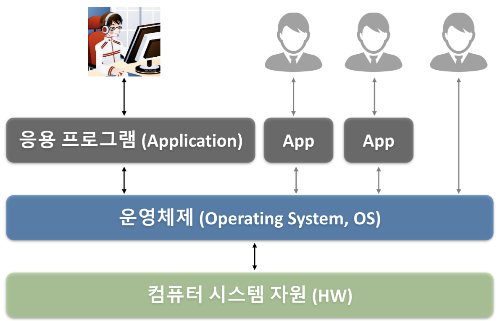 응용 프로그램 (Application)
App
App
운영체제 (Operating System, OS)
컴퓨터 시스템 자원 (HW)